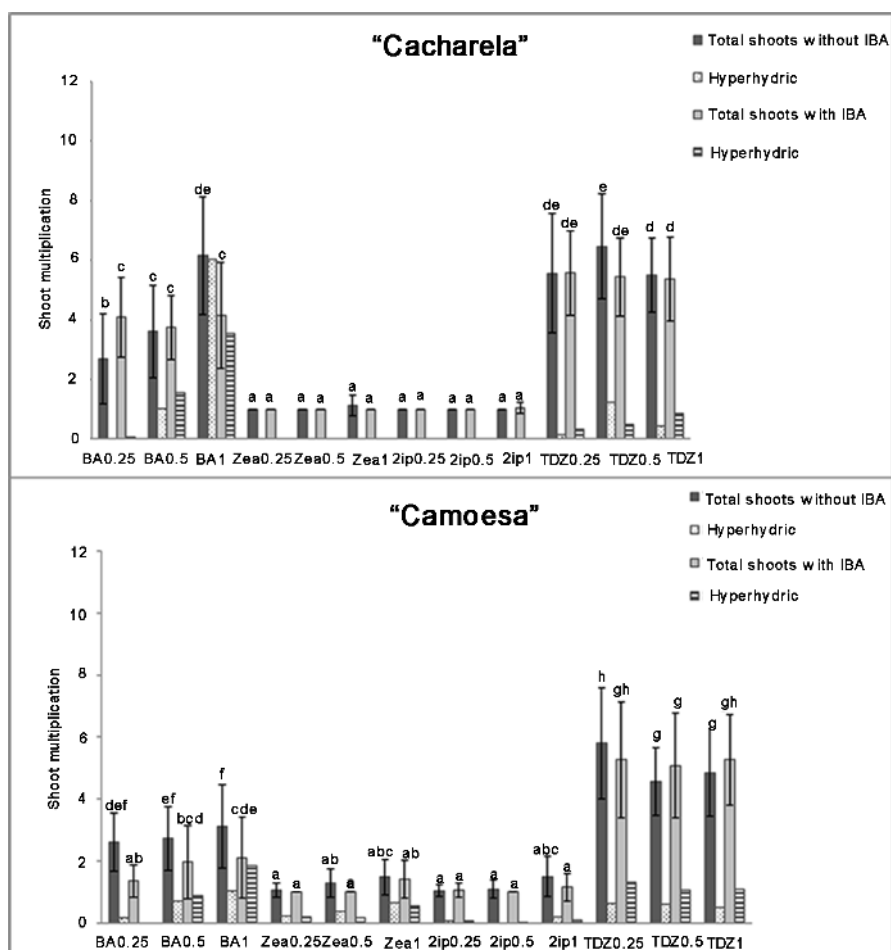 “Cacharela”
Total shoots without IBA
Hyperhydric
Total shoots with IBA
Hyperhydric
Shoot multiplication
12
10
8
6
4
2
0
b c c c de c a a a a a a a a a a a a de de e de d d
BA0.25 BA0.5 BA1 Zea0.25 Zea0.5 Zea1 2ip0.25 2ip0.5 2ip1 TDZ0.25 TDZ0.5 TDZ1
“Camoesa”
Total shoots without IBA
Hyperhydric
Total shoots with IBA
Hyperhydric
Shoot multiplication
12
10
8
6
4
2
0
def ab ef bcd f cde a a ab a abc ab a a a a abc a h gh g g g gh
BA0.25 BA0.5 BA1 Zea0.25 Zea0.5 Zea1 2ip0.25 2ip0.5 2ip1 TDZ0.25 TDZ0.5 TDZ1